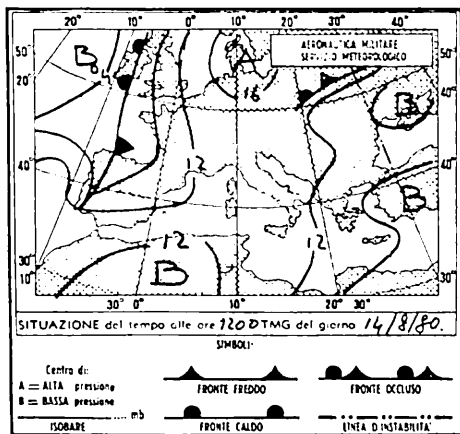 20° 10° 0° 10° 20° 30° 40°
AERONAUTICA MILITARE
SERVIZIO METEOROLOGICO
50° 50°
20° 50°
B A B
04 16
40°
12 40°
B
30° 12 12 30°
10° B
30° 0° 10° 20° 30°
SITUAZIONE del tempo alle ore 1200 TMG del giorno 14/8/80.
SIMBOLI:
Centro di:
A = ALTA pressione
B = BASSA pressione
FRONTE FREDDO FRONTE OCCLUSO
ISOBARE mb FRONTE CALDO LINEA D'INSTABILITA'